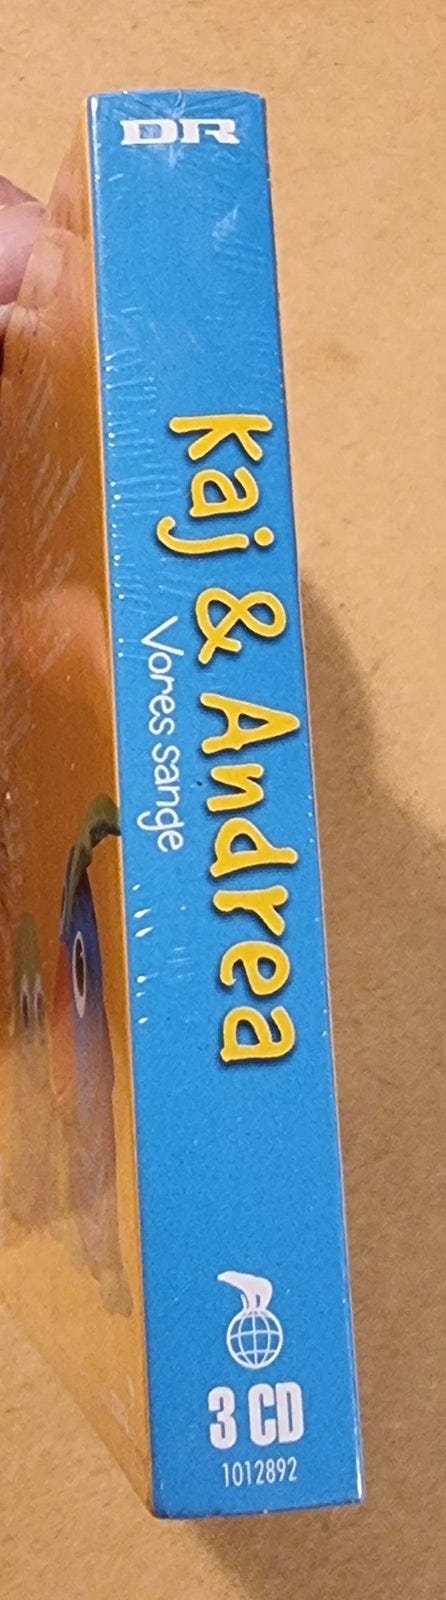 DR
Kaj & Andrea
Vores sange
3 CD
1012892